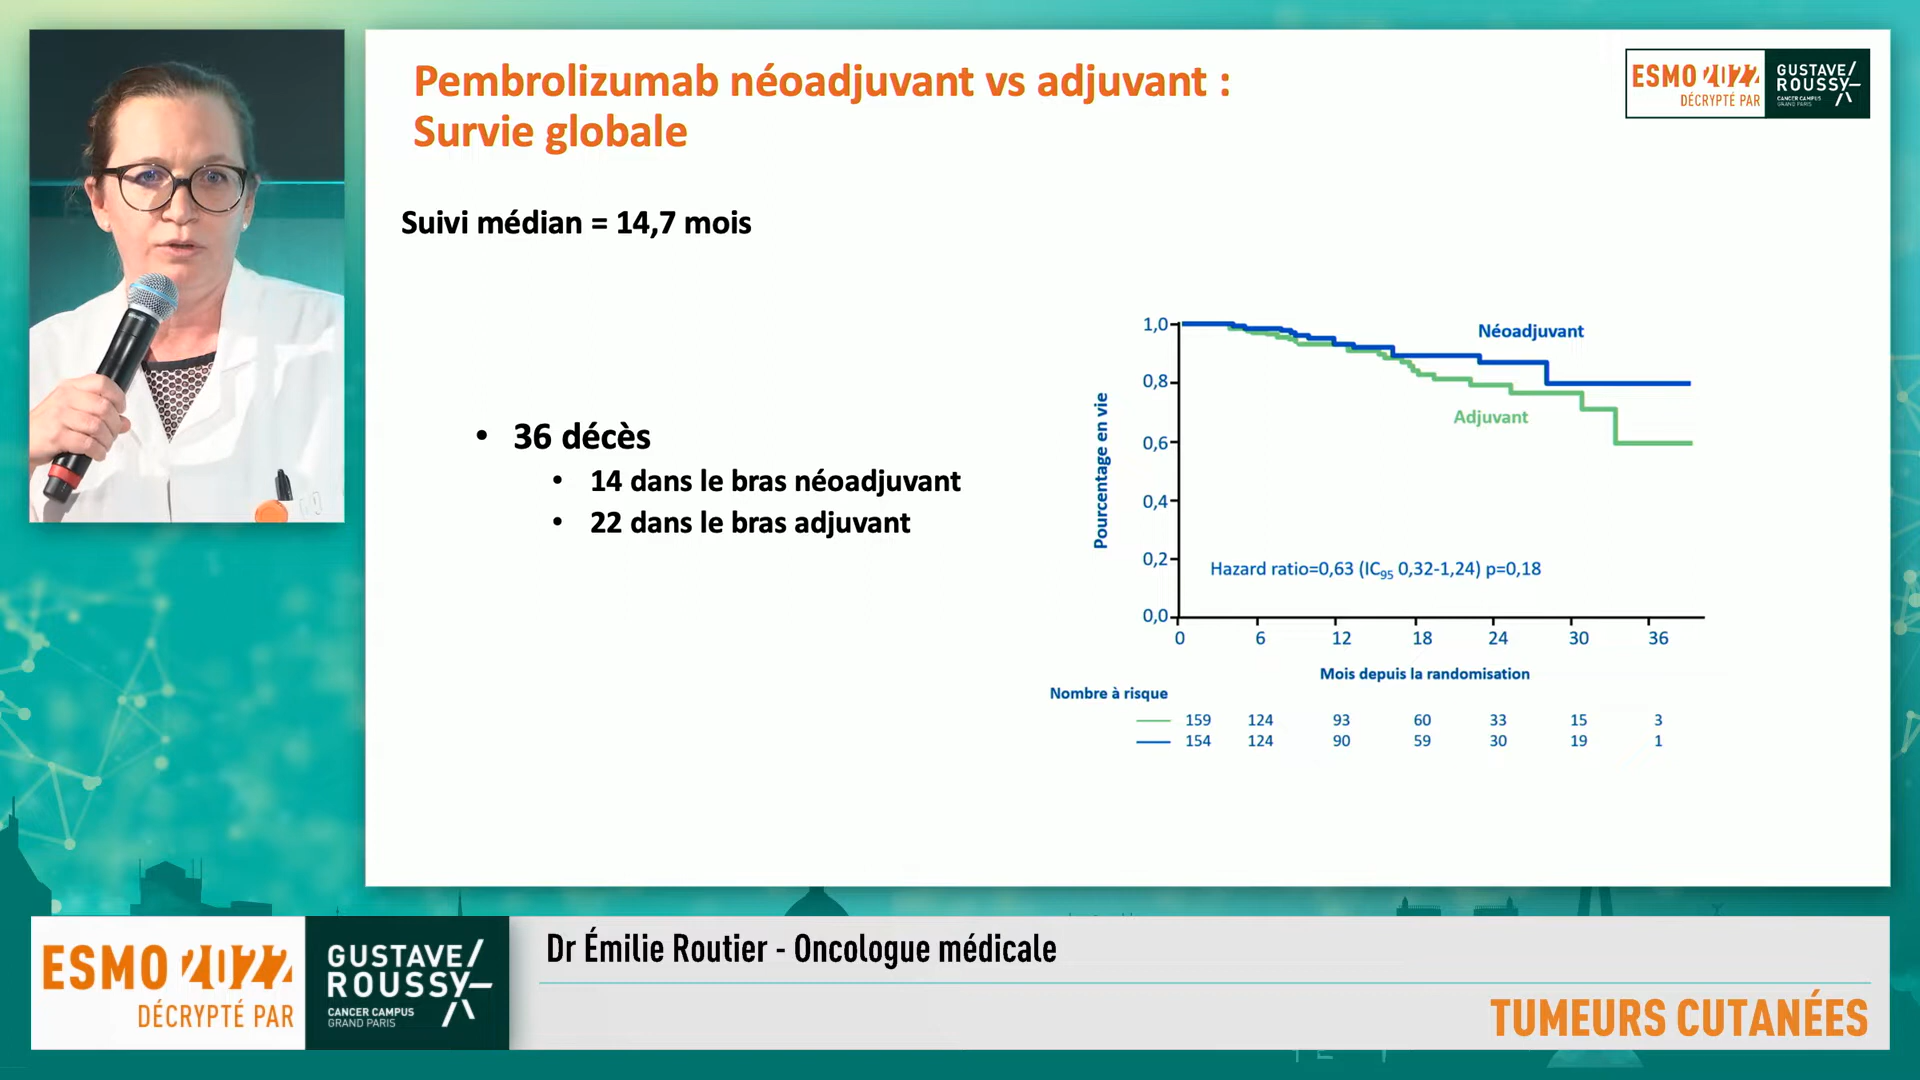 Pembrolizumab néoadjuvant vs adjuvant :
Survie globale
ESMO 2022
DÉCRYPTÉ PAR
GUSTAVE/
ROUSSY
CANCER CAMPUS
GRAND PARIS
Suivi médian = 14,7 mois
• 36 décès
• 14 dans le bras néoadjuvant
• 22 dans le bras adjuvant
Pourcentage en vie
1,0
0,8
0,6
0,4
0,2
0,0
Néoadjuvant
Adjuvant
Hazard ratio=0,63 (IC95 0,32-1,24) p=0,18
0 6 12 18 24 30 36
Mois depuis la randomisation
Nombre à risque
159 124 93 60 33 15 3
154 124 90 59 30 19 1
ESMO 2022
DÉCRYPTÉ PAR
GUSTAVE/
ROUSSY
CANCER CAMPUS
GRAND PARIS
Dr Émilie Routier - Oncologue médicale
TUMEURS CUTANÉES